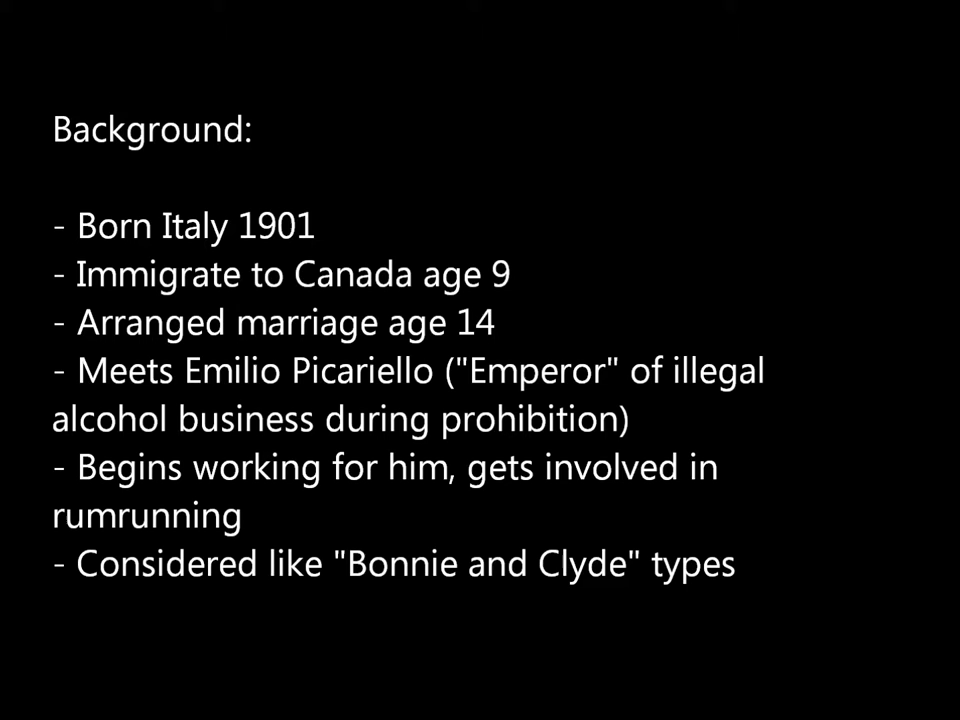 Background:
- Born Italy 1901
- Immigrate to Canada age 9
- Arranged marriage age 14
- Meets Emilio Picariello ("Emperor" of illegal
alcohol business during prohibition)
- Begins working for him, gets involved in
rumrunning
- Considered like "Bonnie and Clyde" types